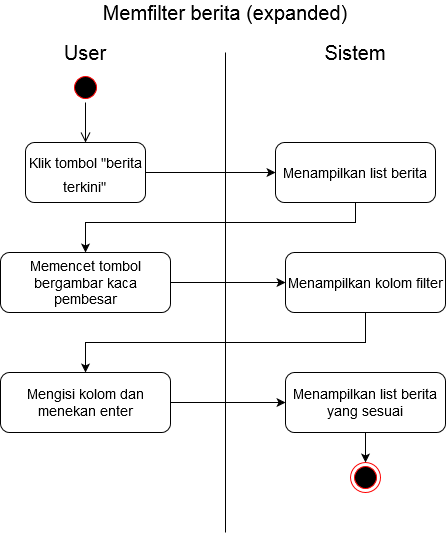 Memfilter berita (expanded)
User
Sistem
Klik tombol "berita
terkini"
Menampilkan list berita
Memencet tombol
bergambar kaca
pembesar
Menampilkan kolom filter
Mengisi kolom dan
menekan enter
Menampilkan list berita
yang sesuai